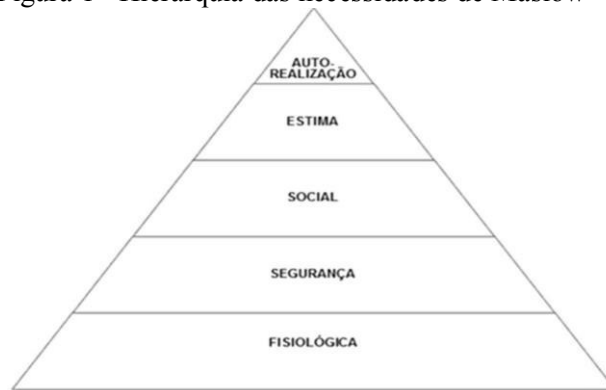 Figura 1 - Hierarquia das necessidades de Maslow
AUTO-
REALIZAÇÃO
ESTIMA
SOCIAL
SEGURANÇA
FISIOLÓGICA